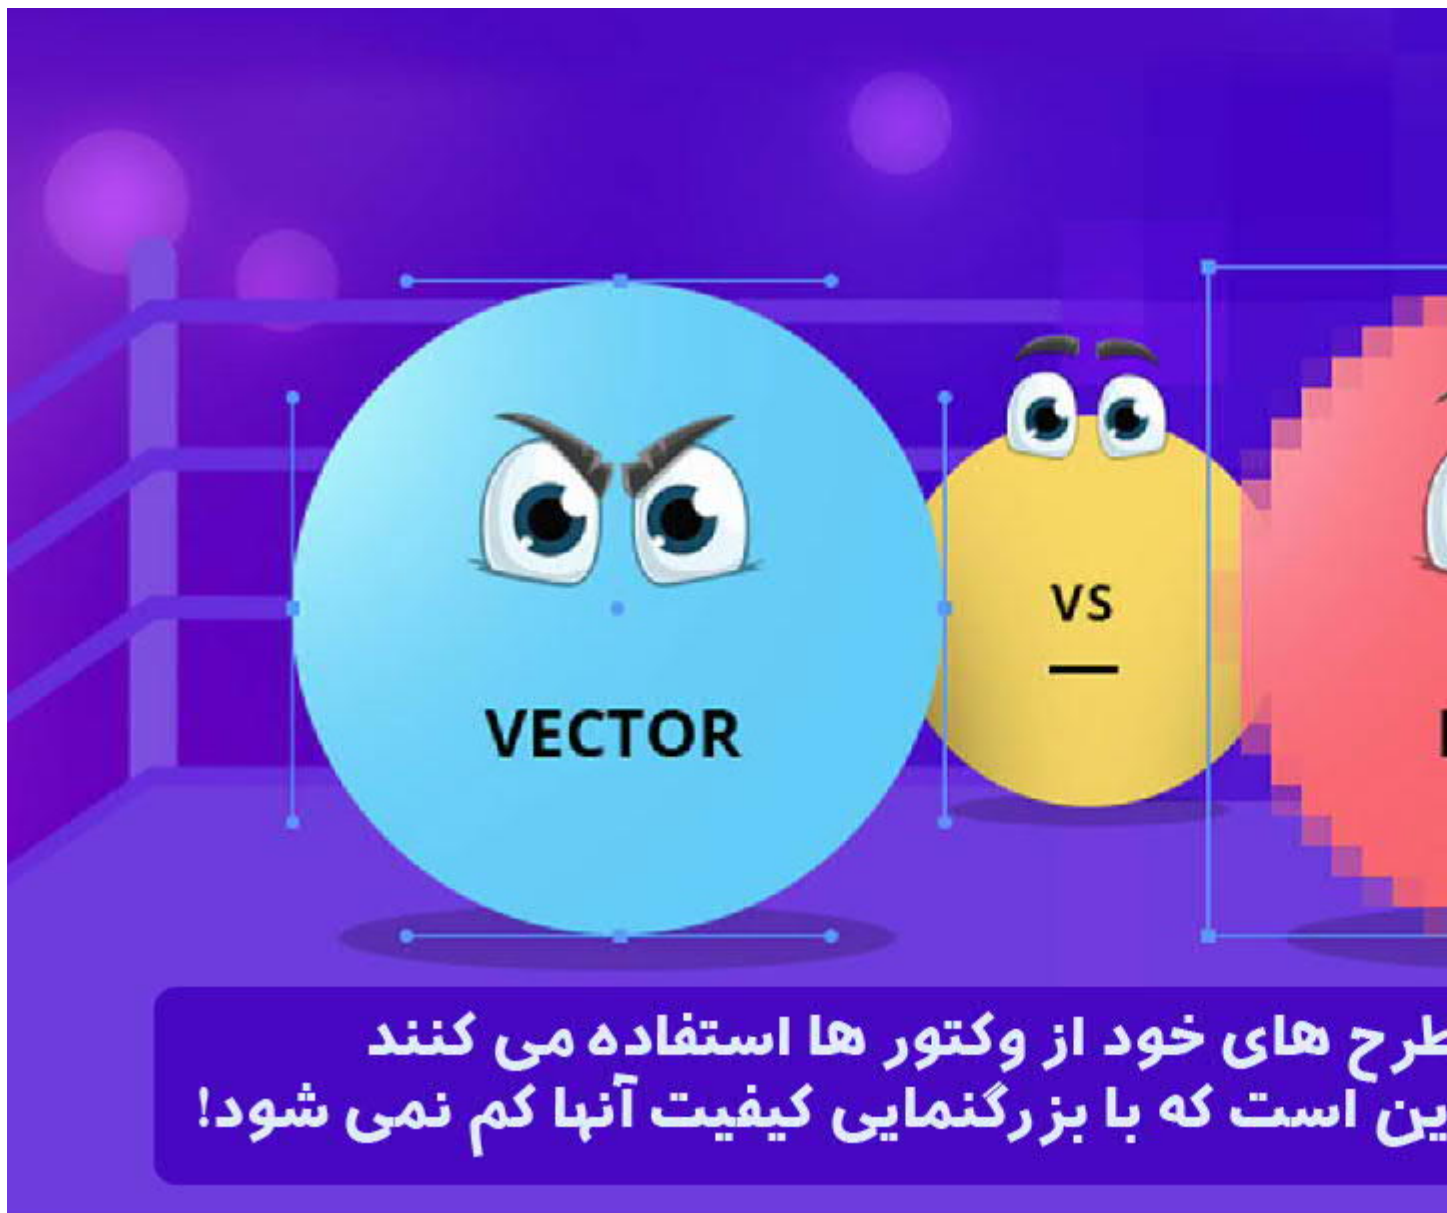 VECTOR
VS
طرح های خود از وکتور ها استفاده می کنند
است که با بزرگنمایی کیفیت آنها کم نمی شود!